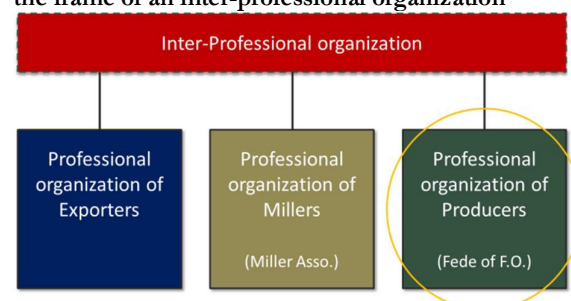 the frame of an inter-professional organization
Inter-Professional organization
Professional
organization of
Exporters
Professional
organization of
Millers
(Miller Asso.)
Professional
organization of
Producers
(Fede of F.O.)